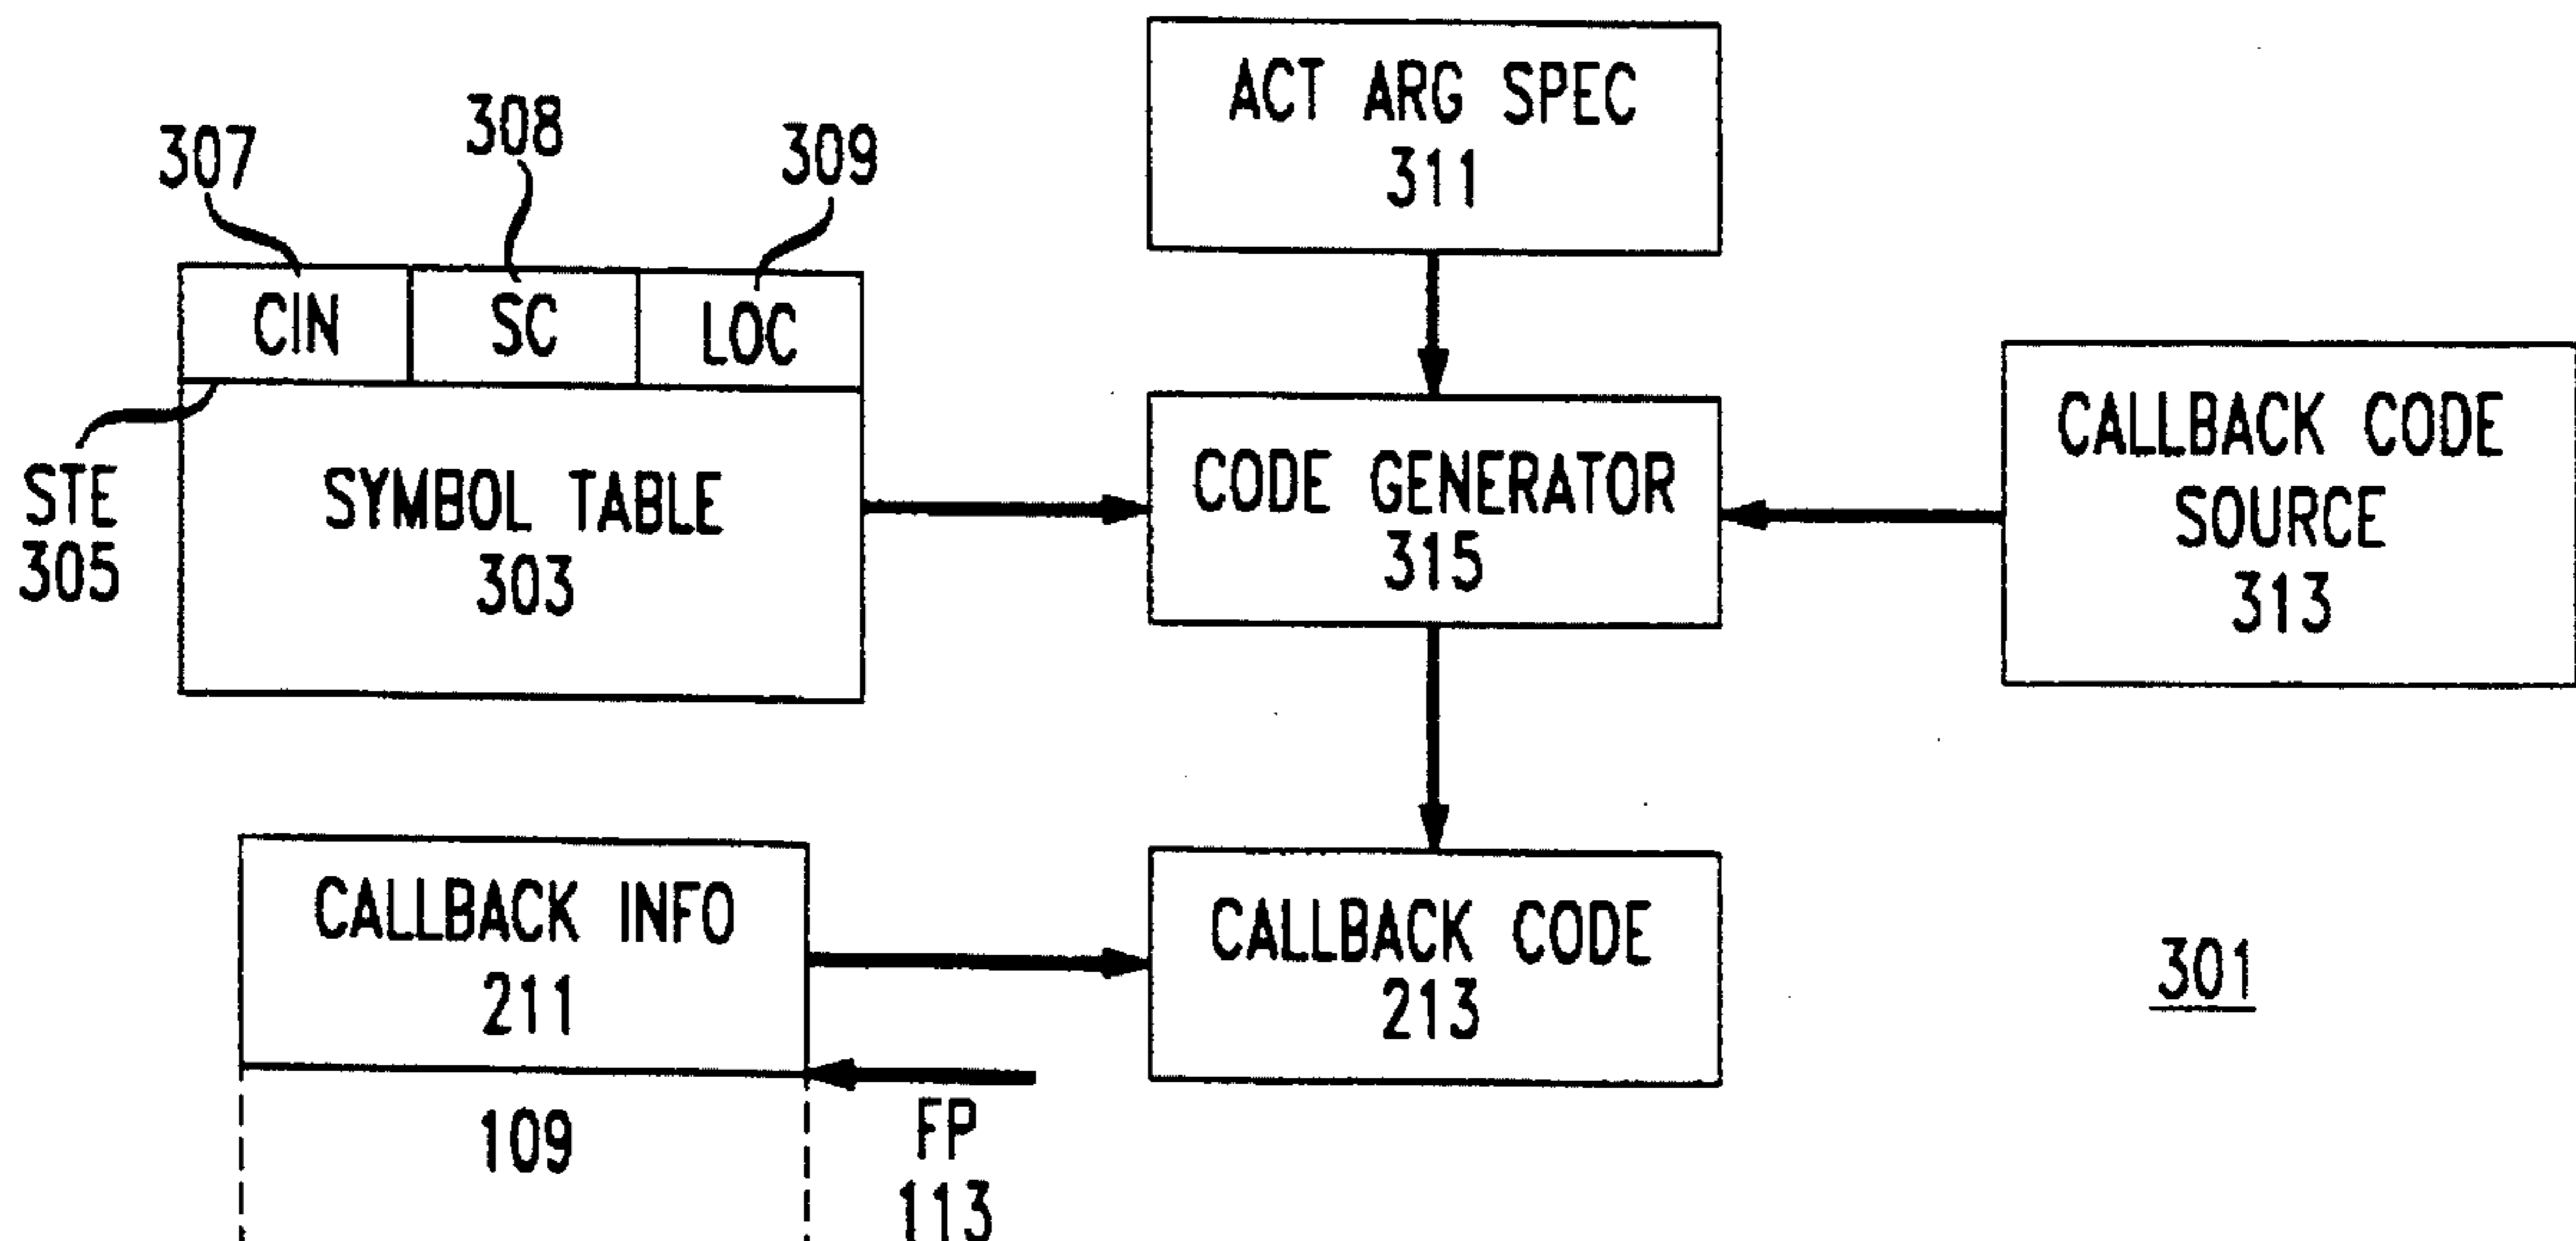 ACT ARG SPEC
311
307
308
309
CIN
SC
LOC
STE
305
SYMBOL TABLE
303
CODE GENERATOR
315
CALLBACK CODE
SOURCE
313
CALLBACK INFO
211
109
FP
113
CALLBACK CODE
213
301